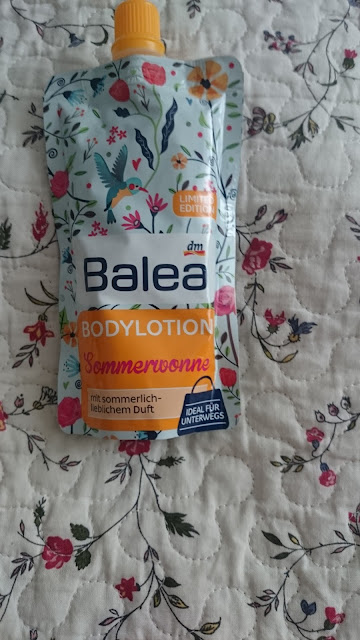 LIMITED
EDITION
dm
Balea
BODYLOTION
Sommerwonne
mit sommerlich-
lieblichem Duft
IDEAL FÜR
UNTERWEGS